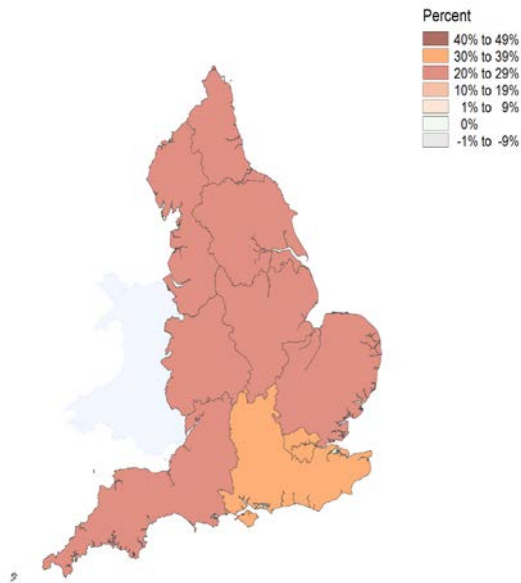 Percent
40% to 49%
30% to 39%
20% to 29%
10% to 19%
1% to 9%
0%
-1% to -9%